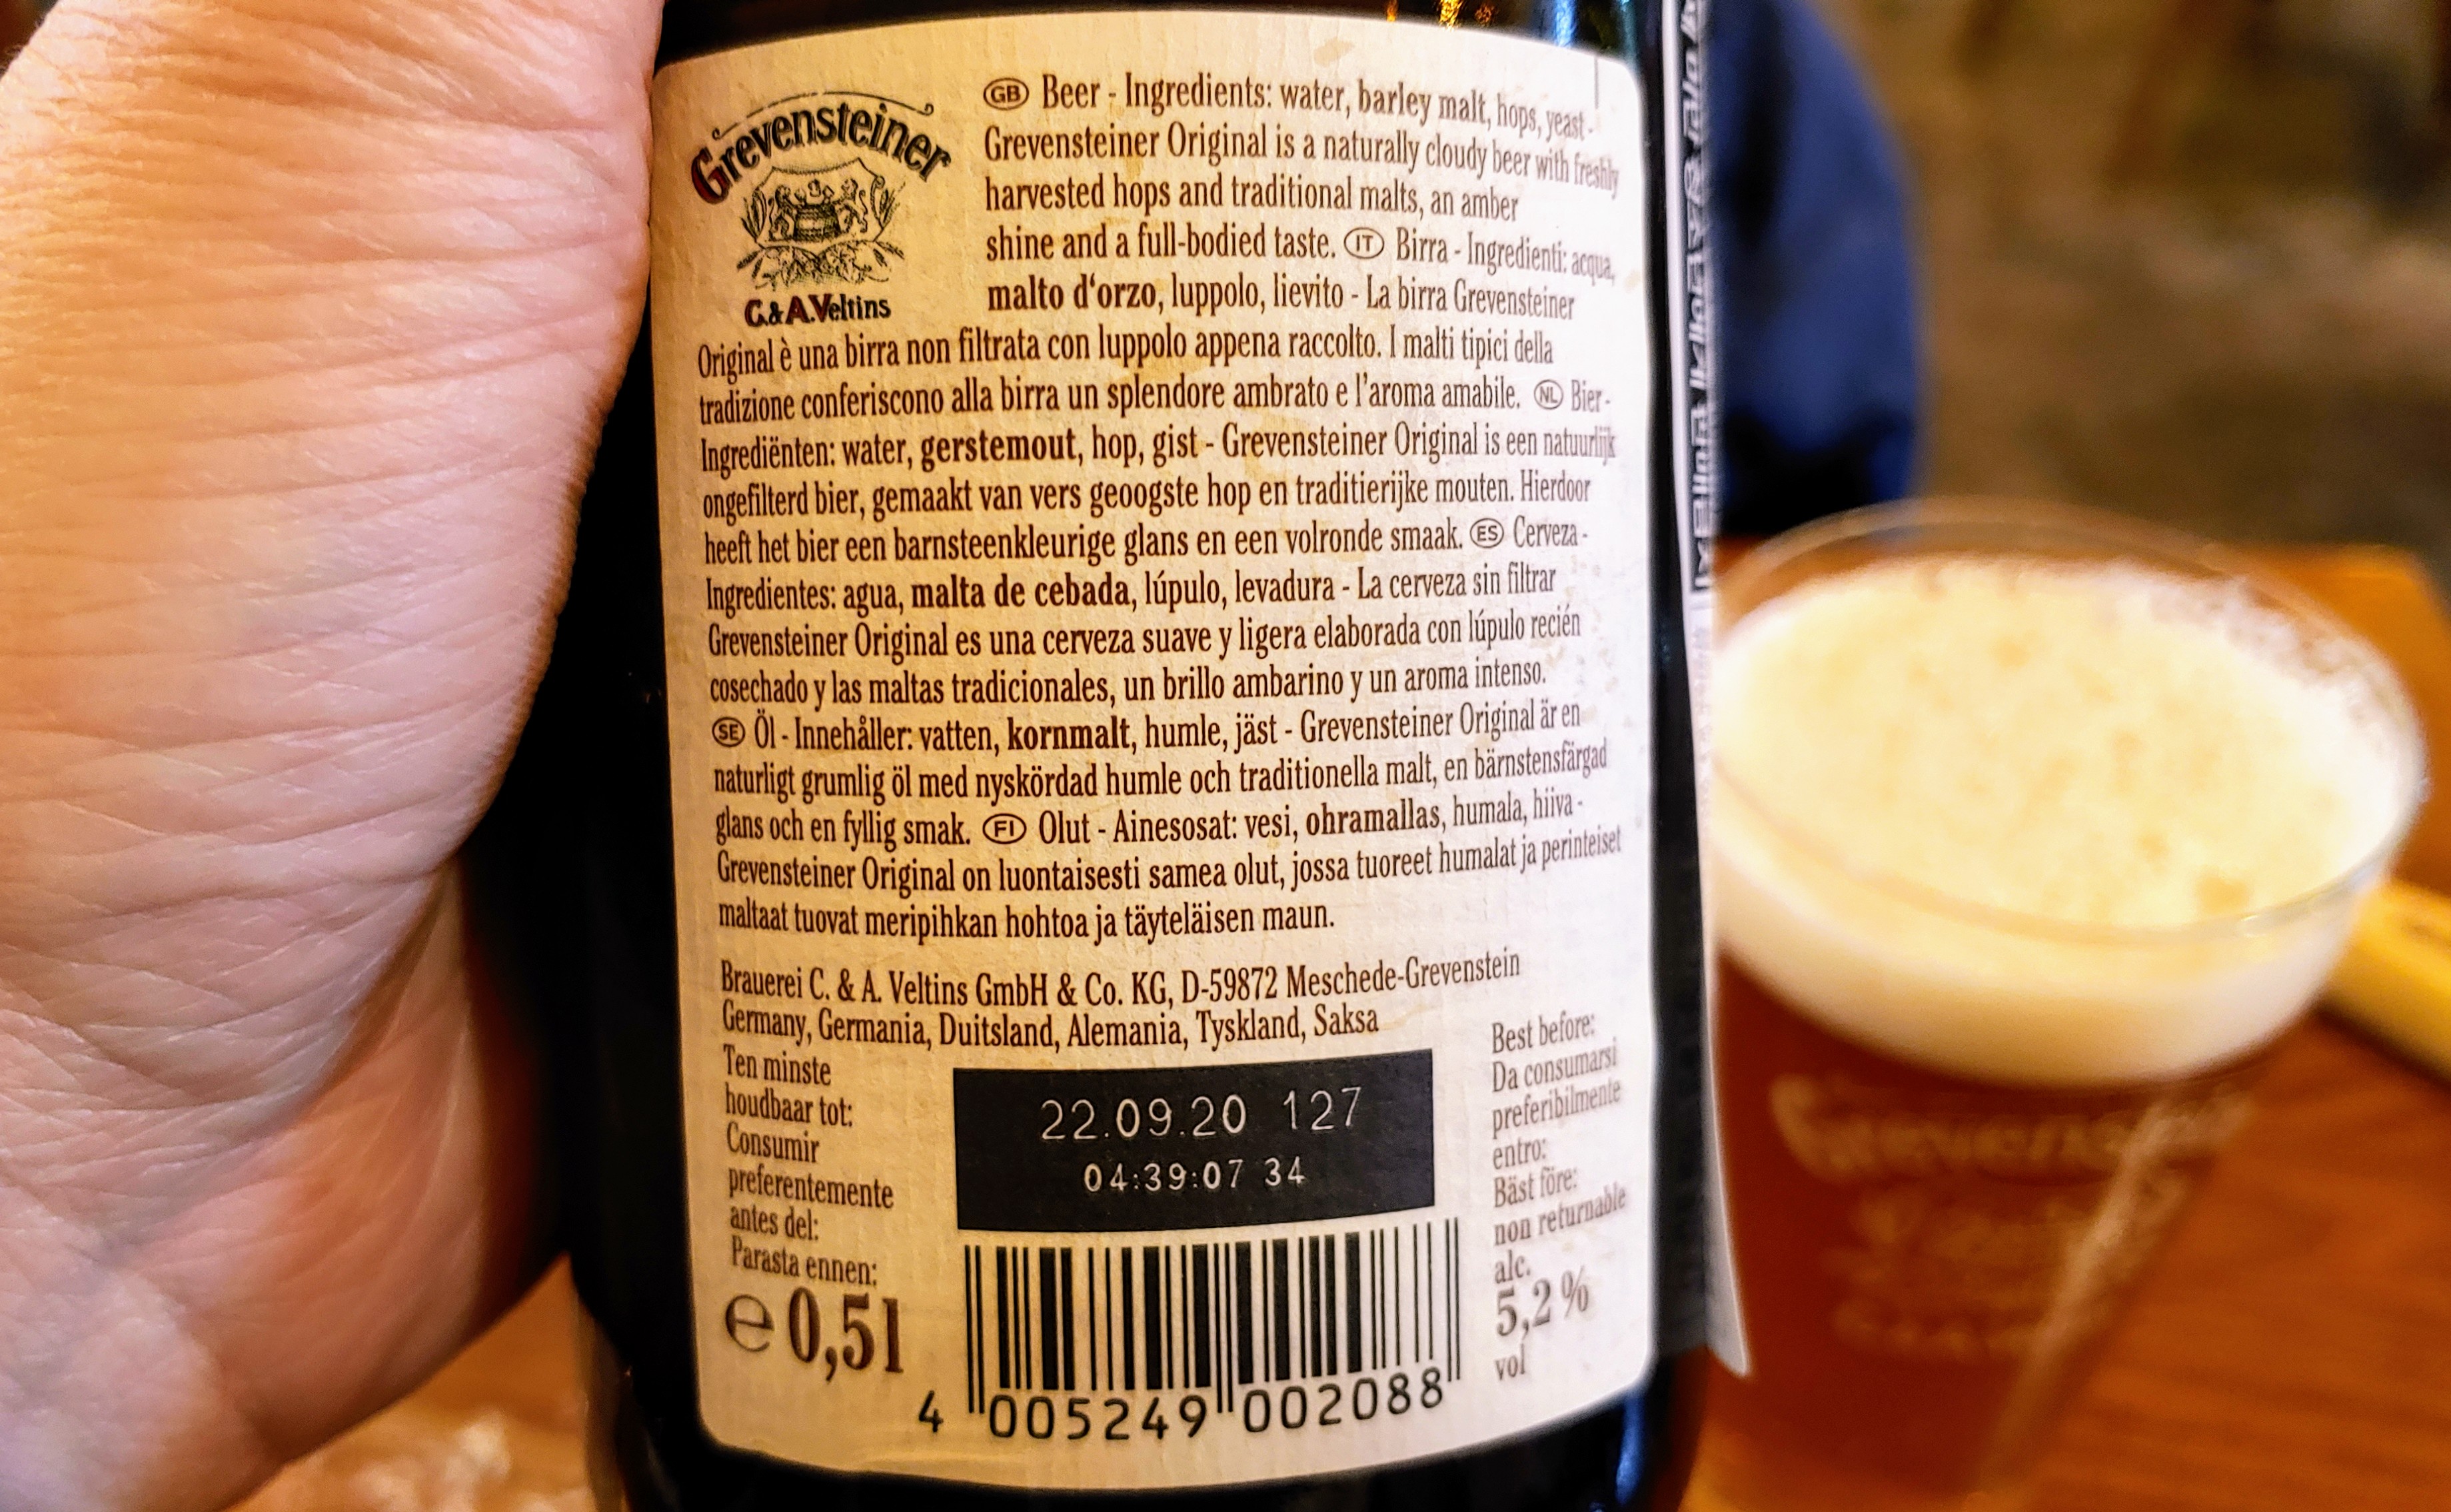 Grevensteiner
C.&A.Veltins
GB Beer - Ingredients: water, barley malt, hops, yeast -
Grevensteiner Original is a naturally cloudy beer with freshly
harvested hops and traditional malts, an amber
shine and a full-bodied taste. IT Birra - Ingredienti: acqua,
malto d‘orzo, luppolo, lievito - La birra Grevensteiner
Original è una birra non filtrata con luppolo appena raccolto. I malti tipici della
tradizione conferiscono alla birra un splendore ambrato e l'aroma amabile. NL Bier -
Ingrediënten: water, gerstemout, hop, gist - Grevensteiner Original is een natuurlijk
ongefilterd bier, gemaakt van vers geoogste hop en traditierijke mouten. Hierdoor
heeft het bier een barnsteenkleurige glans en een volronde smaak. ES Cerveza -
Ingredientes: agua, malta de cebada, lúpulo, levadura - La cerveza sin filtrar
Grevensteiner Original es una cerveza suave y ligera elaborada con lúpulo recién
cosechado y las maltas tradicionales, un brillo ambarino y un aroma intenso.
SE Öl - Innehåller: vatten, kornmalt, humle, jäst - Grevensteiner Original är en
naturligt grumlig öl med nyskördad humle och traditionella malt, en bärnstensfärgad
glans och en fyllig smak. FI Olut - Ainesosat: vesi, ohramallas, humala, hiiva -
Grevensteiner Original on luontaisesti samea olut, jossa tuoreet humalat ja perinteiset
maltaat tuovat meripihkan hohtoa ja täyteläisen maun.
Brauerei C. & A. Veltins GmbH & Co. KG, D-59872 Meschede-Grevenstein
Germany, Germania, Duitsland, Alemania, Tyskland, Saksa
Ten minste
houdbaar tot:
Consumir
preferentemente
antes del:
Parasta ennen:
e 0,5l
22.09.20 127
04:39:07 34
4 005249 002088
Best before:
Da consumarsi
preferibilmente
entro:
Bäst före:
non returnable
alc.
5,2 %
vol